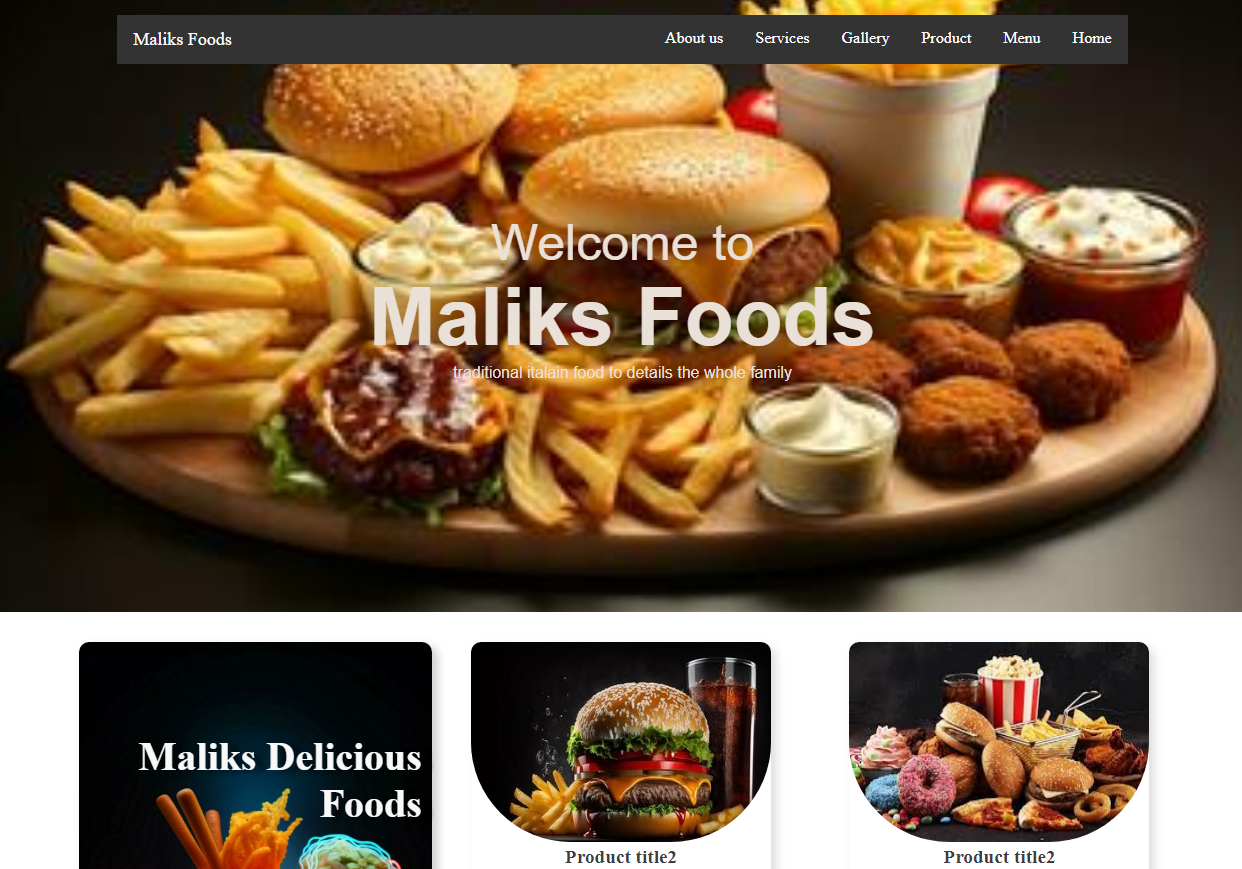 Maliks Foods
About us Services Gallery Product Menu Home
Welcome to
Maliks Foods
traditional italain food to details the whole family
Maliks Delicious
Foods
Product title2
Product title2